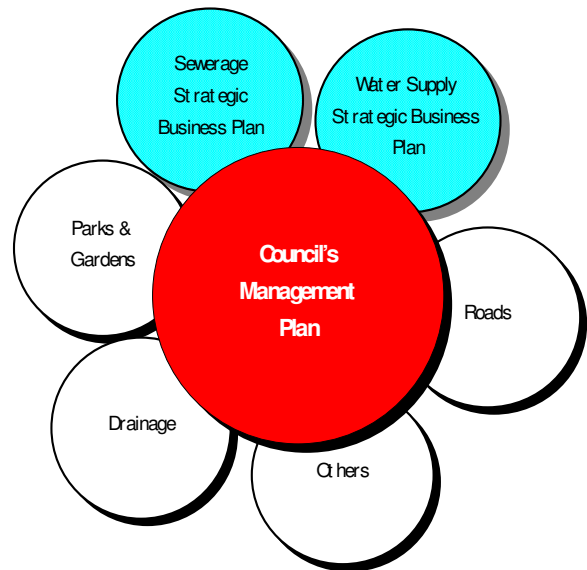 Sewerage
Strategic
Business Plan
Water Supply
Strategic Business
Plan
Parks &
Gardens
Council's
Management
Plan
Roads
Drainage
Others